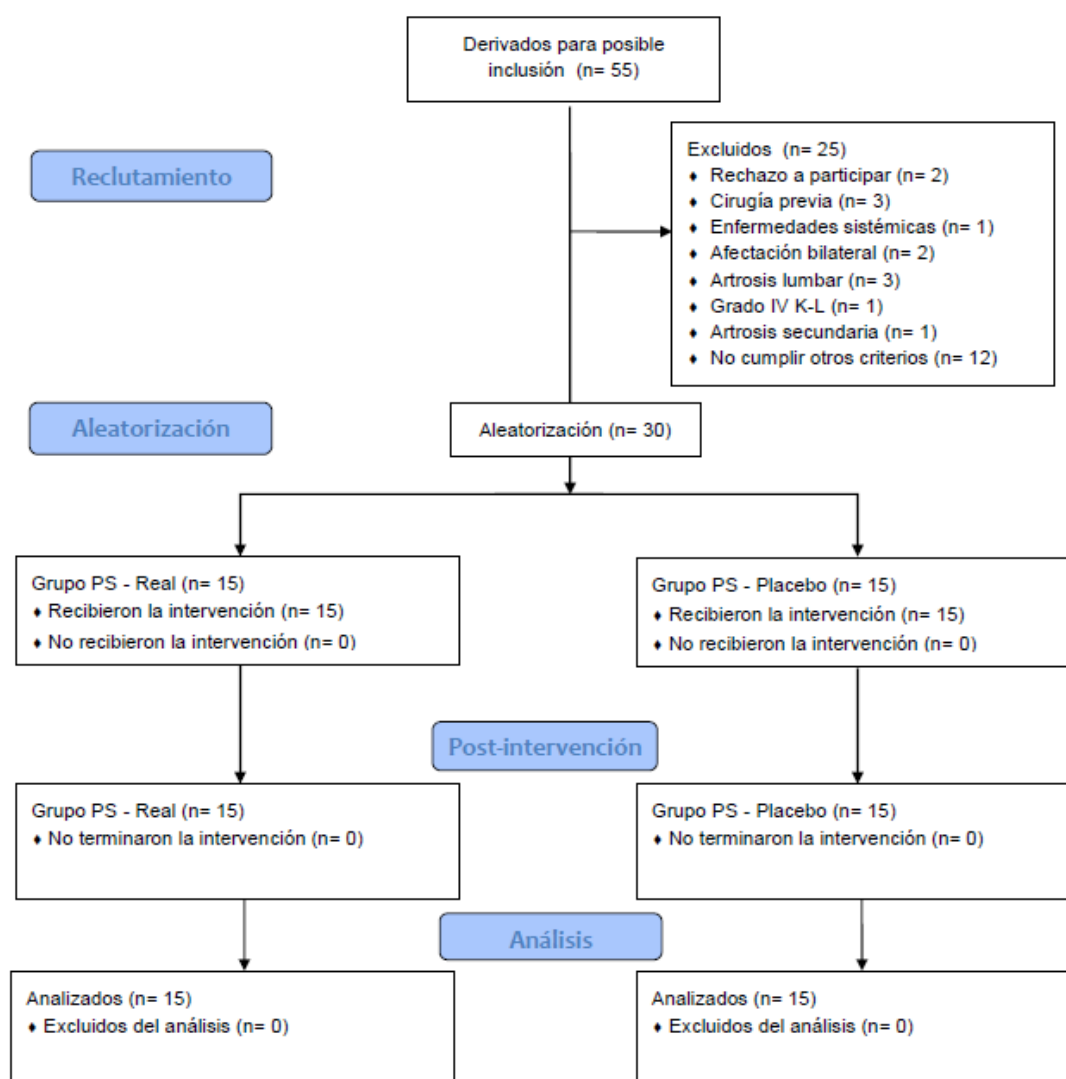 Derivados para posible
inclusión (n= 55)
Reclutamiento
Excluidos (n= 25)
♦ Rechazo a participar (n= 2)
♦ Cirugía previa (n= 3)
♦ Enfermedades sistémicas (n= 1)
♦ Afectación bilateral (n= 2)
♦ Artrosis lumbar (n= 3)
♦ Grado IV K-L (n= 1)
♦ Artrosis secundaria (n= 1)
♦ No cumplir otros criterios (n= 12)
Aleatorización
Aleatorización (n= 30)
Grupo PS - Real (n= 15)
♦ Recibieron la intervención (n= 15)
♦ No recibieron la intervención (n= 0)
Grupo PS - Placebo (n= 15)
♦ Recibieron la intervención (n= 15)
♦ No recibieron la intervención (n= 0)
Post-intervención
Grupo PS - Real (n= 15)
♦ No terminaron la intervención (n= 0)
Grupo PS - Placebo (n= 15)
♦ No terminaron la intervención (n= 0)
Análisis
Analizados (n= 15)
♦ Excluidos del análisis (n= 0)
Analizados (n= 15)
♦ Excluidos del análisis (n= 0)